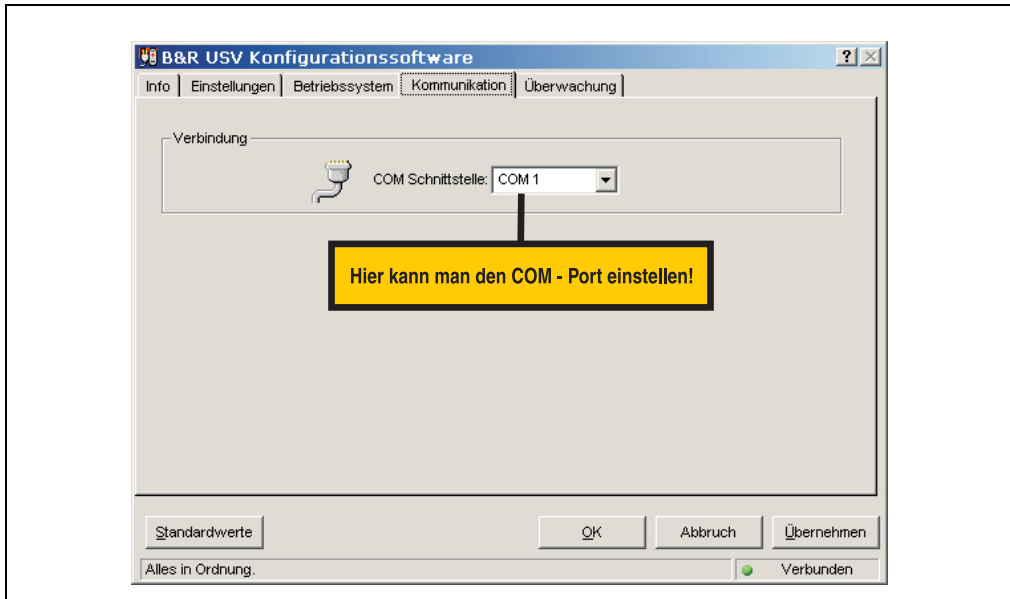 B&R USV Konfigurationssoftware
Info Einstellungen Betriebssystem Kommunikation Überwachung
Verbindung
COM Schnittstelle: COM 1
Hier kann man den COM - Port einstellen!
Standardwerte OK Abbruch Übernehmen
Alles in Ordnung. Verbunden